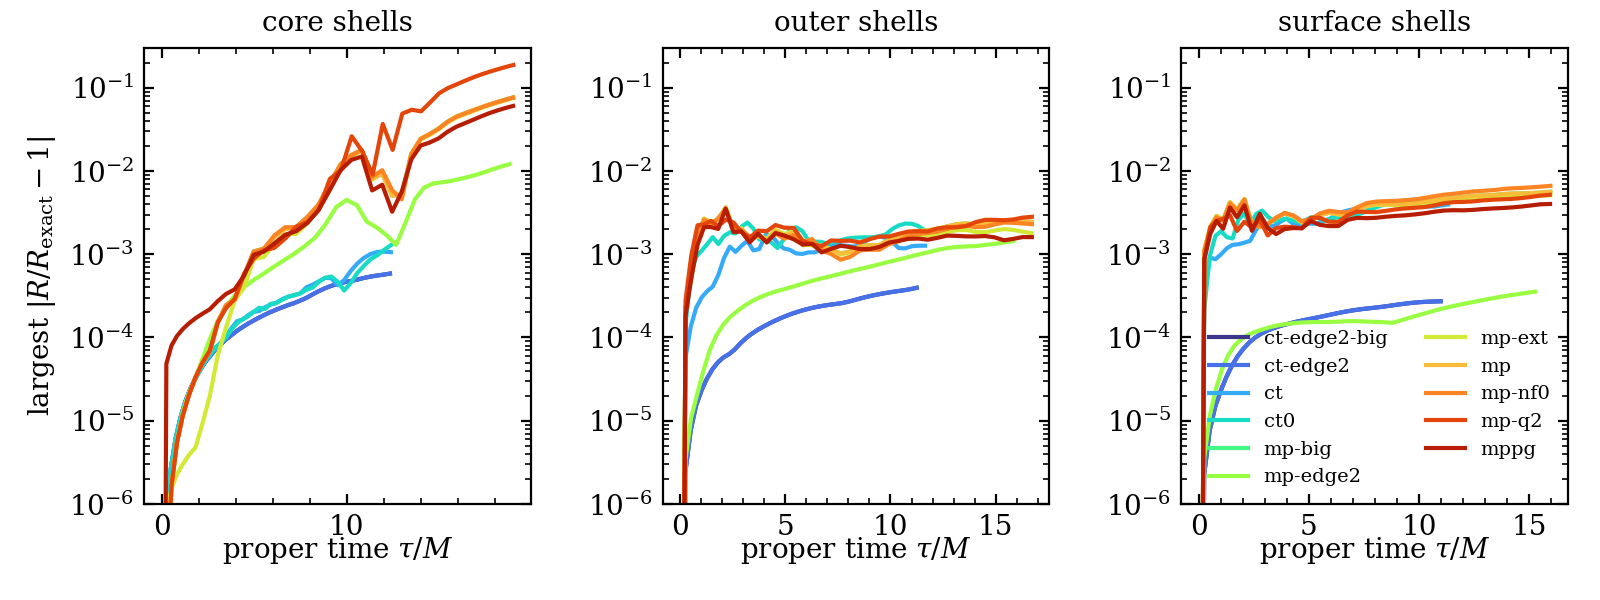 core shells
outer shells
surface shells
largest |R/R_exact − 1|
10⁻¹
10⁻²
10⁻³
10⁻⁴
10⁻⁵
10⁻⁶
0 10
proper time τ/M
10⁻¹
10⁻²
10⁻³
10⁻⁴
10⁻⁵
10⁻⁶
0 5 10 15
proper time τ/M
10⁻¹
10⁻²
10⁻³
10⁻⁴
10⁻⁵
10⁻⁶
0 5 10 15
proper time τ/M
ct-edge2-big
ct-edge2
ct
ct0
mp-big
mp-edge2
mp-ext
mp
mp-nf0
mp-q2
mppg